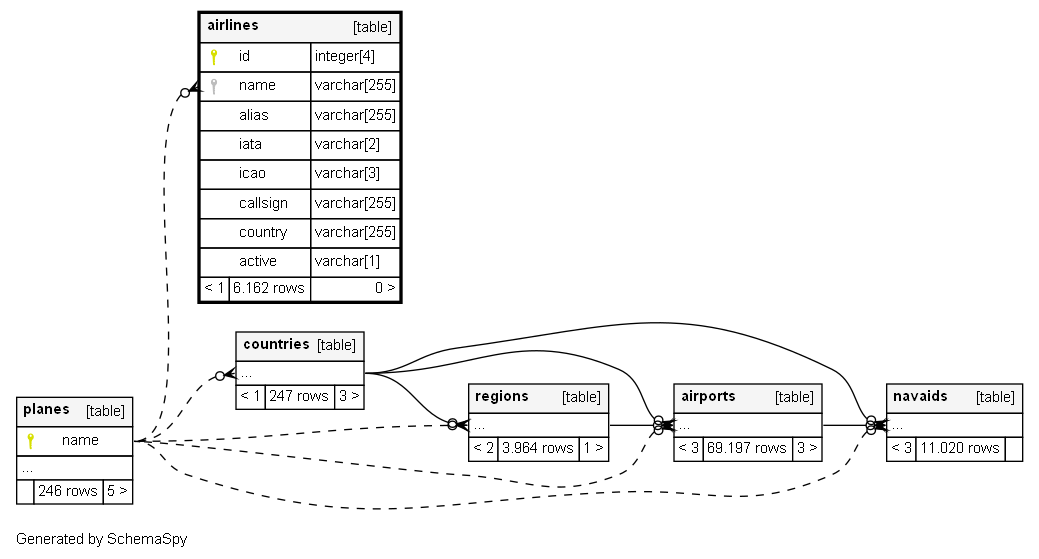 airlines [table]
id integer[4]
name varchar[255]
alias varchar[255]
iata varchar[2]
icao varchar[3]
callsign varchar[255]
country varchar[255]
active varchar[1]
< 1 6.162 rows 0 >
countries [table]
...
< 1 247 rows 3 >
planes [table]
name
...
246 rows 5 >
regions [table]
...
< 2 3.964 rows 1 >
airports [table]
...
< 3 69.197 rows 3 >
navaids [table]
...
< 3 11.020 rows
Generated by SchemaSpy